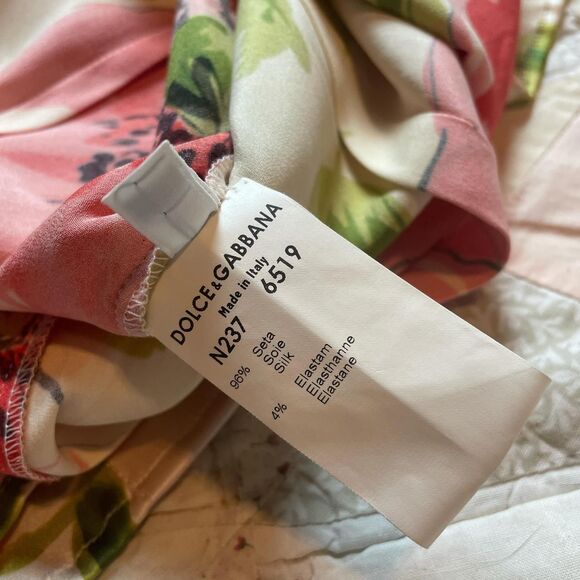 DOLCE & GABBANA
Made in Italy
N237 6519
96% Seta
Soie
Silk
4% Elastam
Elasthanne
Elastane